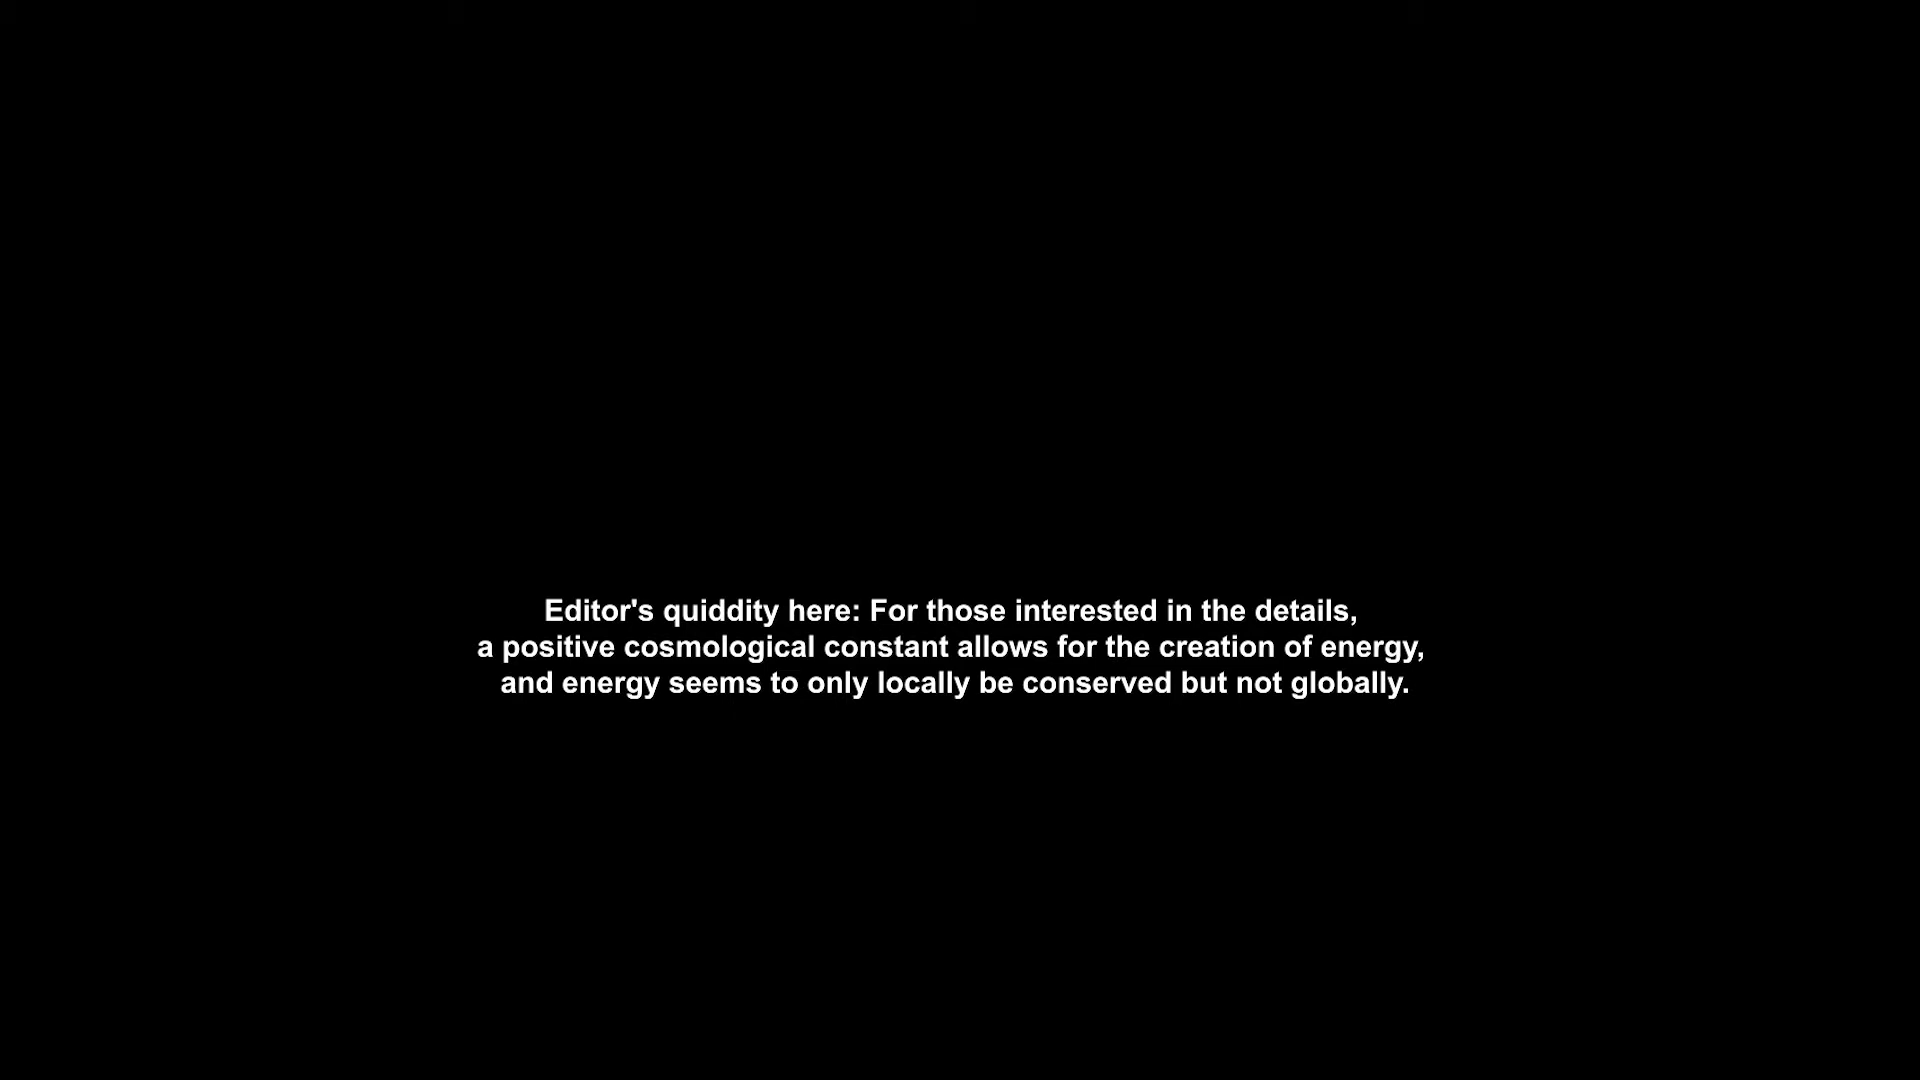 Editor's quiddity here: For those interested in the details,
a positive cosmological constant allows for the creation of energy,
and energy seems to only locally be conserved but not globally.